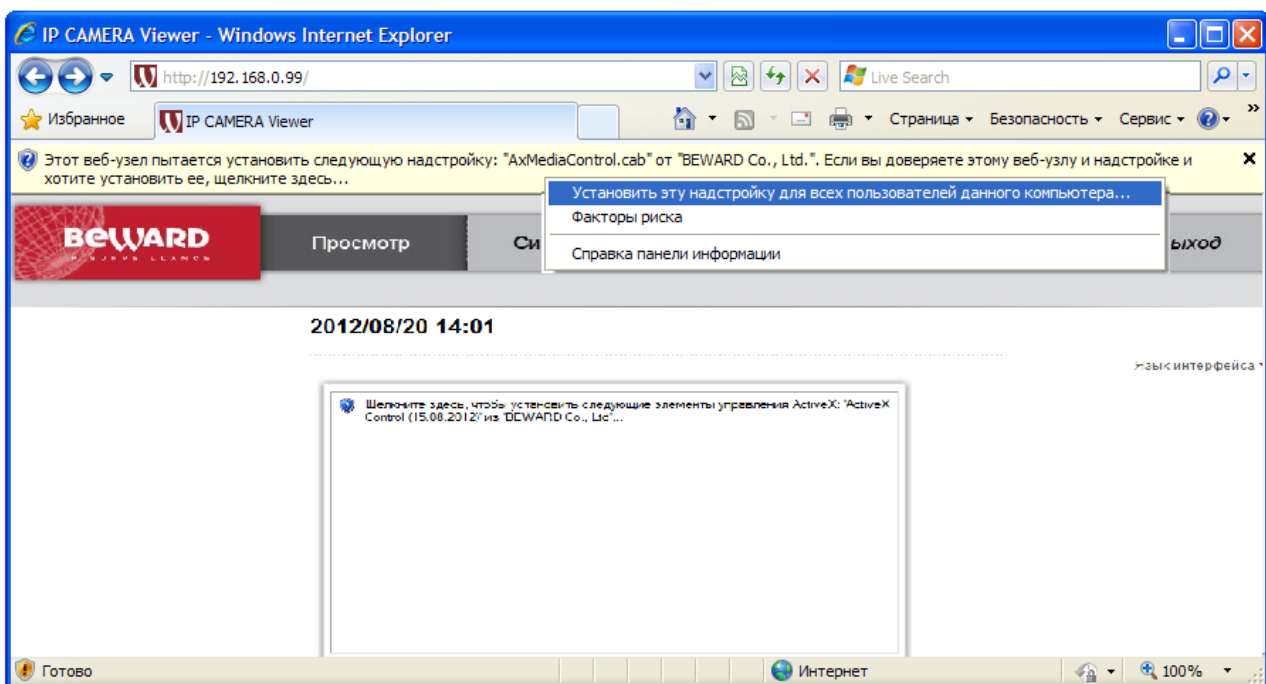 IP CAMERA Viewer - Windows Internet Explorer
http://192.168.0.99/
Live Search
Избранное
IP CAMERA Viewer
Страница
Безопасность
Сервис
Этот веб-узел пытается установить следующую надстройку: "AxMediaControl.cab" от "BEWARD Co., Ltd.". Если вы доверяете этому веб-узлу и надстройке и
хотите установить ее, щелкните здесь...
Установить эту надстройку для всех пользователей данного компьютера...
Факторы риска
Справка панели информации
BEWARD
Просмотр
Си
ыход
2012/08/20 14:01
Язык интерфейса
Щелкните здесь, чтобы установить следующие элементы управления ActiveX: 'ActiveX
Control (15.08.2012)' из 'BEWARD Co., Ltd'...
Готово
Интернет
100%